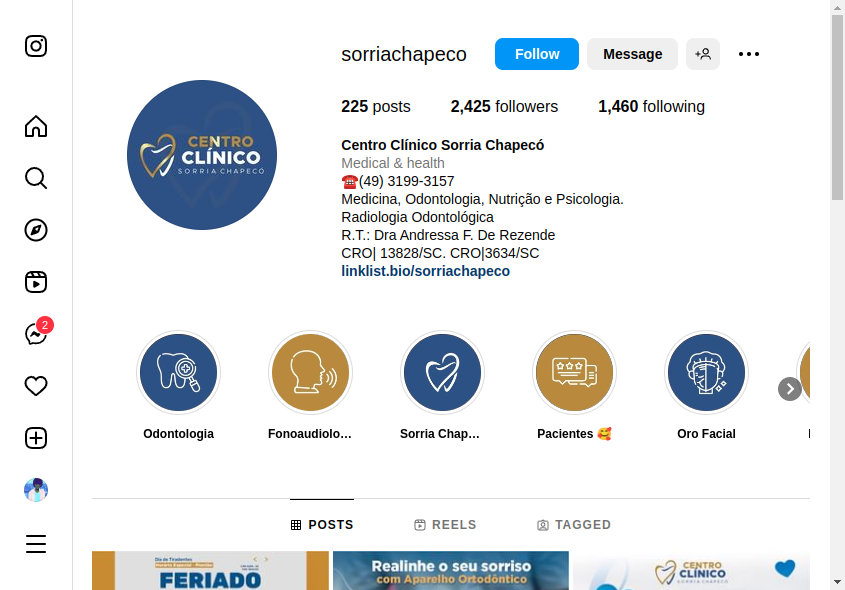 sorriachapeco
Follow
Message
225 posts
2,425 followers
1,460 following
CENTRO
CLÍNICO
SORRIA CHAPECÓ
Centro Clínico Sorria Chapecó
Medical & health
☎️(49) 3199-3157
Medicina, Odontologia, Nutrição e Psicologia.
Radiologia Odontológica
R.T.: Dra Andressa F. De Rezende
CRO| 13828/SC. CRO|3634/SC
linklist.bio/sorriachapeco
2
Odontologia
Fonoaudiolo...
Sorria Chap...
Pacientes 🥰
Oro Facial
POSTS
REELS
TAGGED
Dia de Tiradentes
FERIADO
Realinhe o seu sorriso
com Aparelho Ortodôntico
CENTRO
CLÍNICO
SORRIA CHAPECÓ